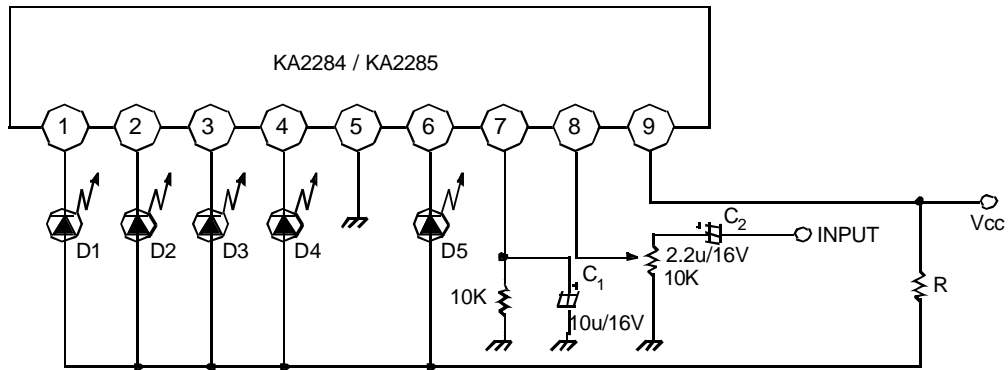 KA2284 / KA2285
1 2 3 4 5 6 7 8 9
D1 D2 D3 D4 D5
C2
Vcc
INPUT
2.2u/16V
10K
C1
10K
10u/16V
R